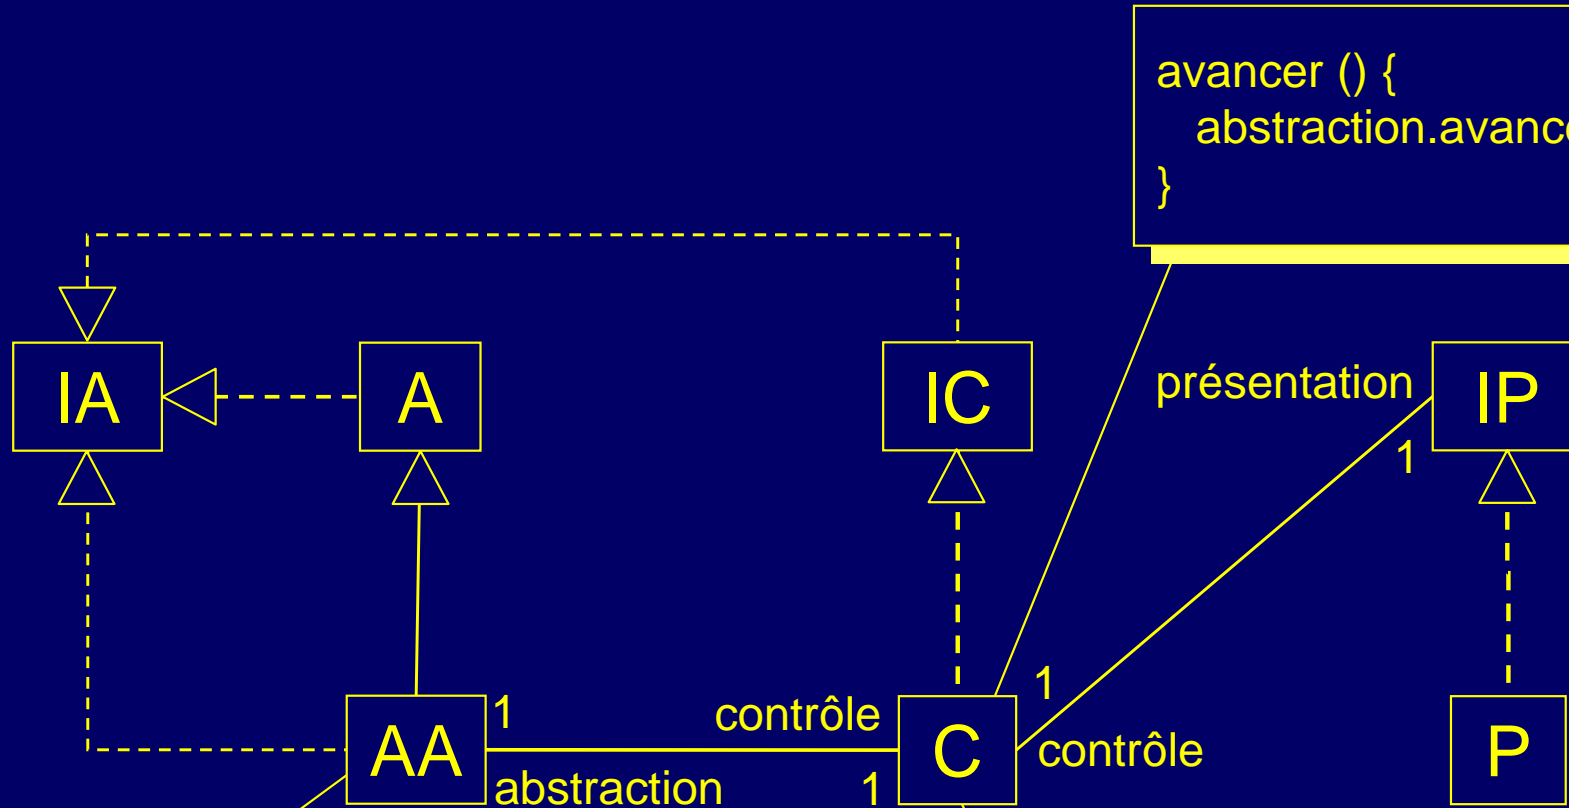 avancer () {
abstraction.avance
}
IA
A
IC
présentation
IP
1
1
1
contrôle
AA
C
contrôle
P
abstraction
1